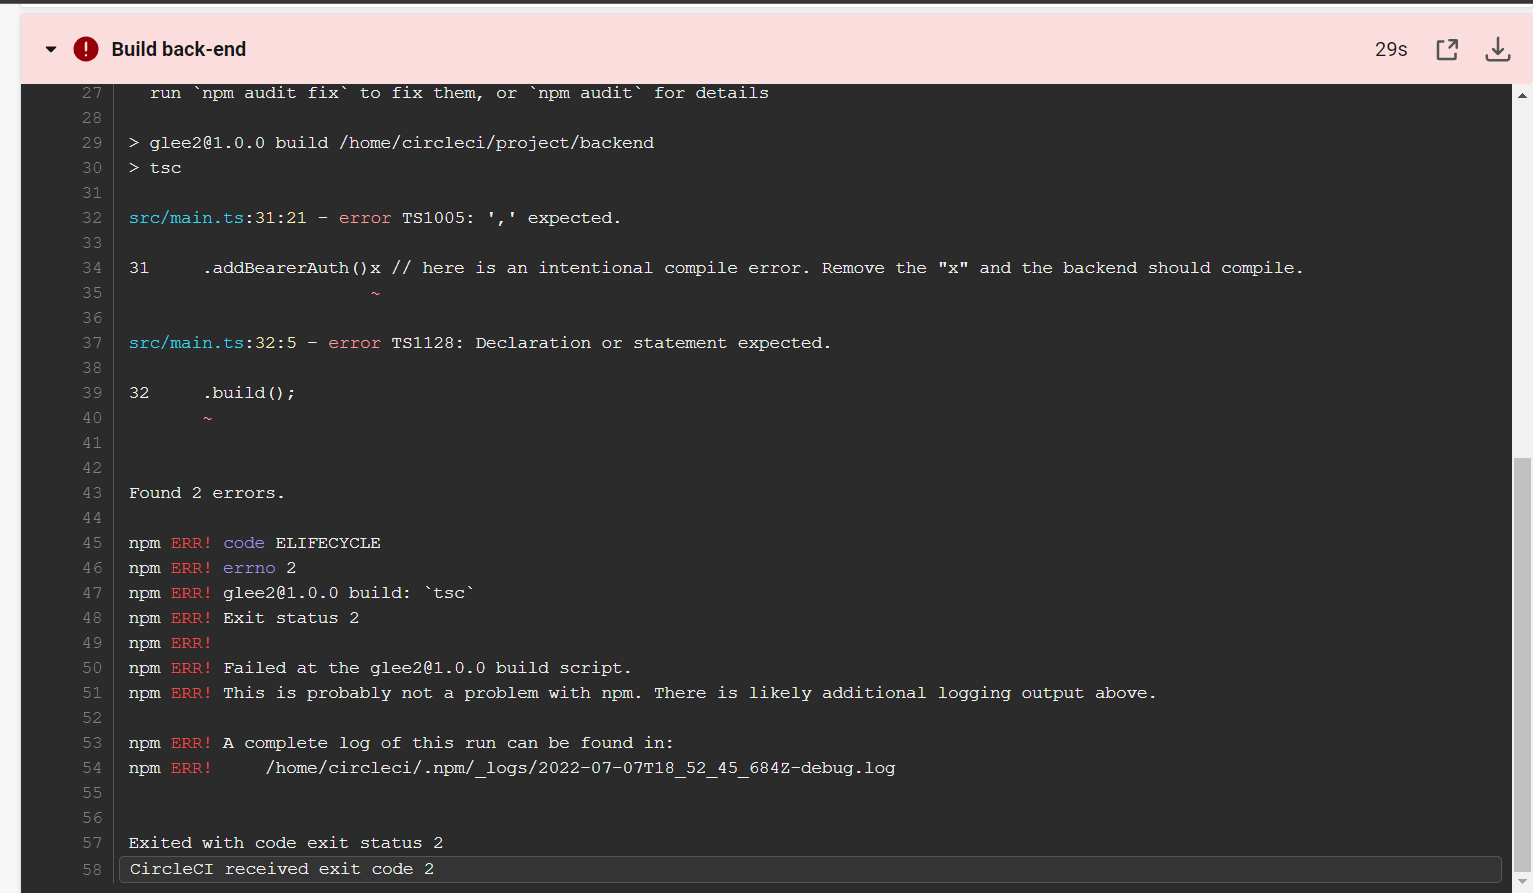 Build back-end 29s
27 run `npm audit fix` to fix them, or `npm audit` for details
28
29 > glee2@1.0.0 build /home/circleci/project/backend
30 > tsc
31
32 src/main.ts:31:21 - error TS1005: ',' expected.
33
34 31 .addBearerAuth()x // here is an intentional compile error. Remove the "x" and the backend should compile.
35 ~
36
37 src/main.ts:32:5 - error TS1128: Declaration or statement expected.
38
39 32 .build();
40 ~
41
42
43 Found 2 errors.
44
45 npm ERR! code ELIFECYCLE
46 npm ERR! errno 2
47 npm ERR! glee2@1.0.0 build: `tsc`
48 npm ERR! Exit status 2
49 npm ERR!
50 npm ERR! Failed at the glee2@1.0.0 build script.
51 npm ERR! This is probably not a problem with npm. There is likely additional logging output above.
52
53 npm ERR! A complete log of this run can be found in:
54 npm ERR! /home/circleci/.npm/_logs/2022-07-07T18_52_45_684Z-debug.log
55
56
57 Exited with code exit status 2
58 CircleCI received exit code 2